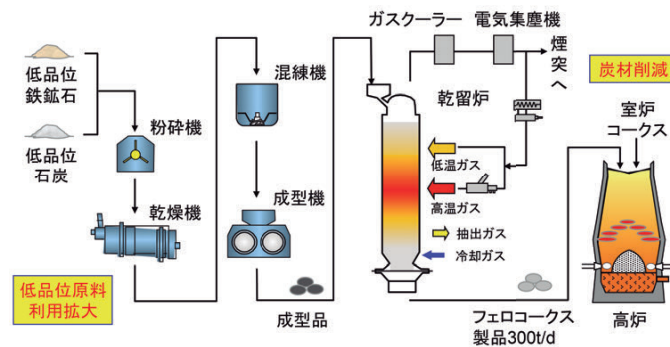 低品位
鉄鉱石
低品位
石炭
粉砕機
乾燥機
低品位原料
利用拡大
混練機
成型機
成型品
ガスクーラー
電気集塵機
煙突へ
乾留炉
低温ガス
高温ガス
抽出ガス
冷却ガス
フェロコークス
製品300t/d
炭材削減
室炉
コークス
高炉